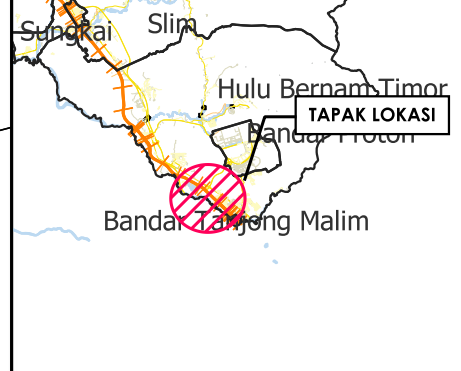 Slim
Sungkai
Hulu Bernam Timor
TAPAK LOKASI
Bandar Proton
Bandar Tanjong Malim